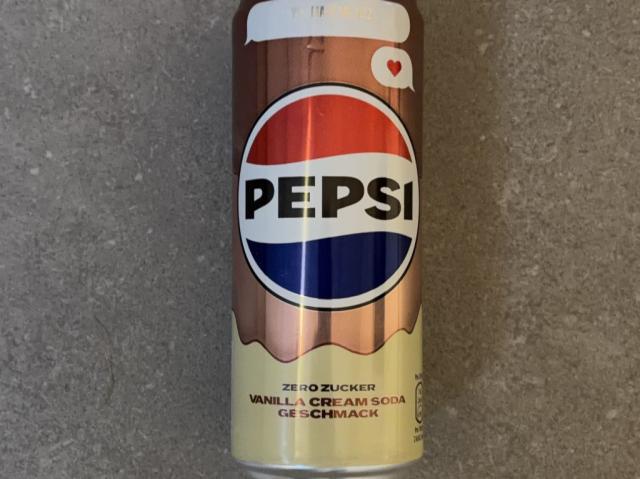 PEPSI
ZERO ZUCKER
VANILLA CREAM SODA
GESCHMACK